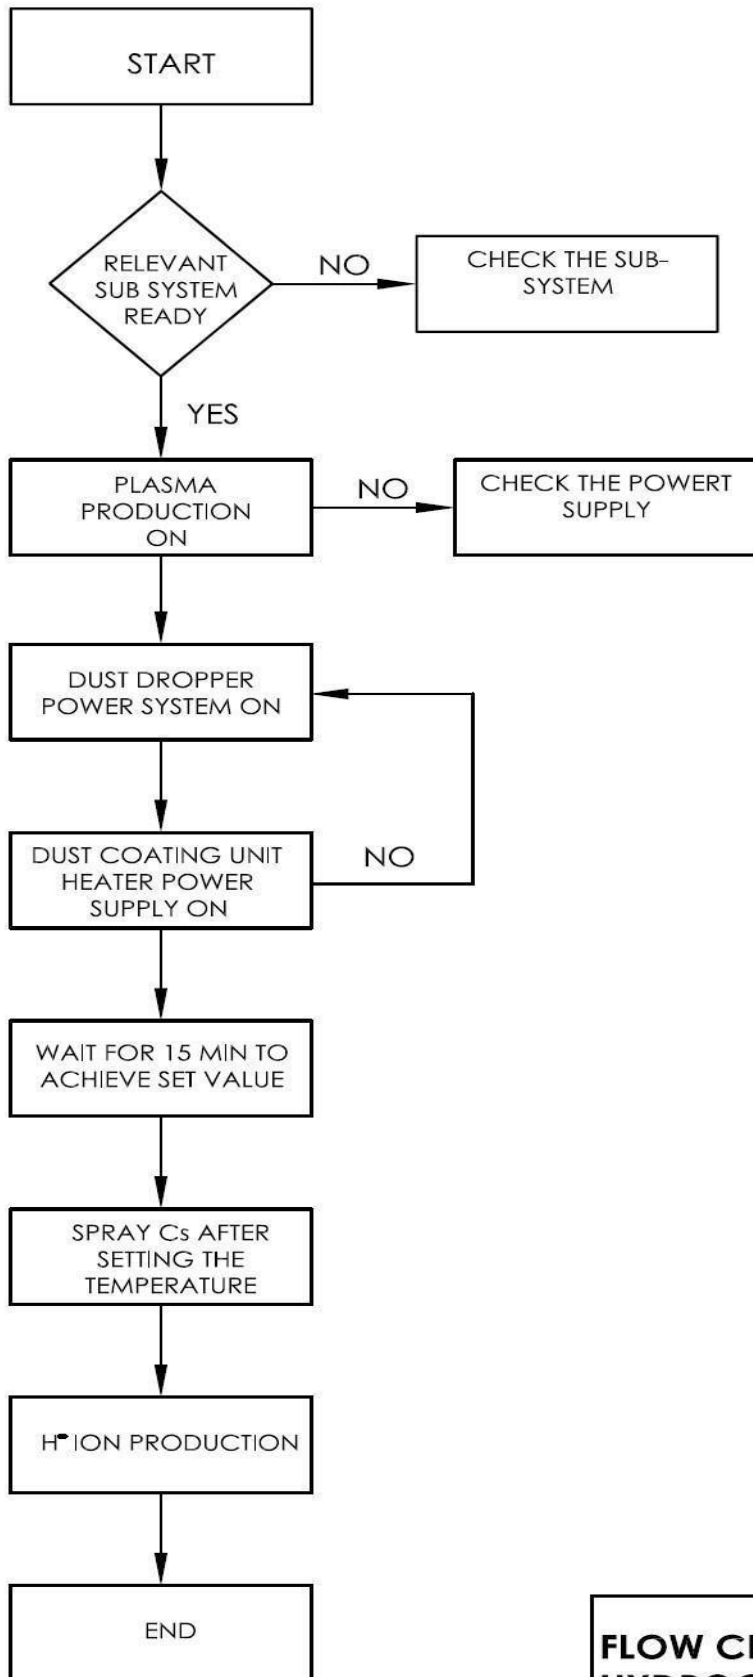 START
RELEVANT
SUB SYSTEM
READY
NO
CHECK THE SUB-
SYSTEM
YES
PLASMA
PRODUCTION
ON
NO
CHECK THE POWERT
SUPPLY
DUST DROPPER
POWER SYSTEM ON
DUST COATING UNIT
HEATER POWER
SUPPLY ON
NO
WAIT FOR 15 MIN TO
ACHIEVE SET VALUE
SPRAY Cs AFTER
SETTING THE
TEMPERATURE
H⁻ ION PRODUCTION
END
FLOW